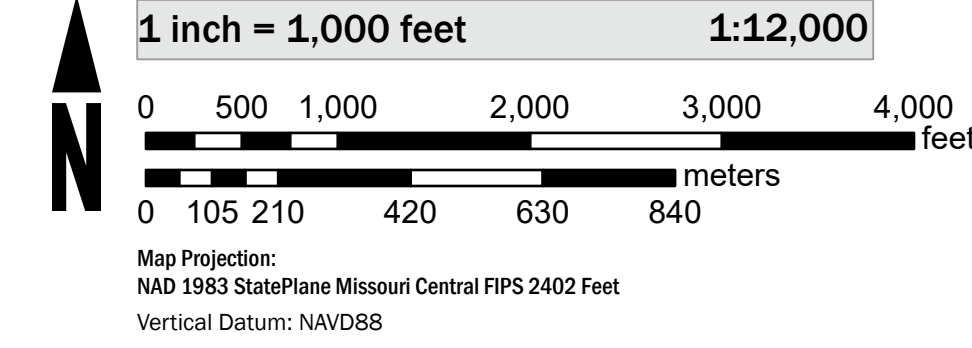 1 inch = 1,000 feet 1:12,000
0 500 1,000 2,000 3,000 4,000
feet
N
meters
0 105 210 420 630 840
Map Projection:
NAD 1983 StatePlane Missouri Central FIPS 2402 Feet
Vertical Datum: NAVD88